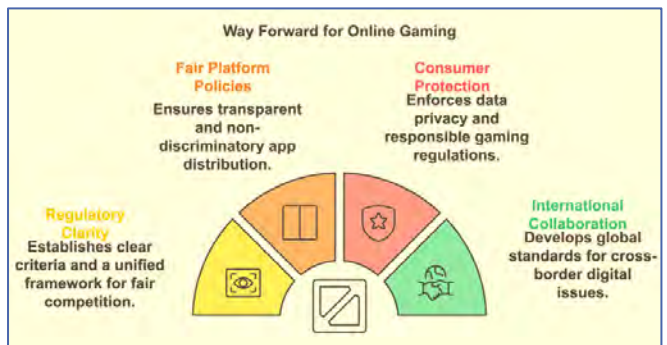 Way Forward for Online Gaming
Fair Platform
Policies
Ensures transparent
and non-
discriminatory app
distribution.
Consumer
Protection
Enforces data
privacy and
responsible gaming
regulations.
Regulatory
Clarity
Establishes clear
criteria and a unified
framework for fair
competition.
International
Collaboration
Develops global
standards for cross-
border digital
issues.